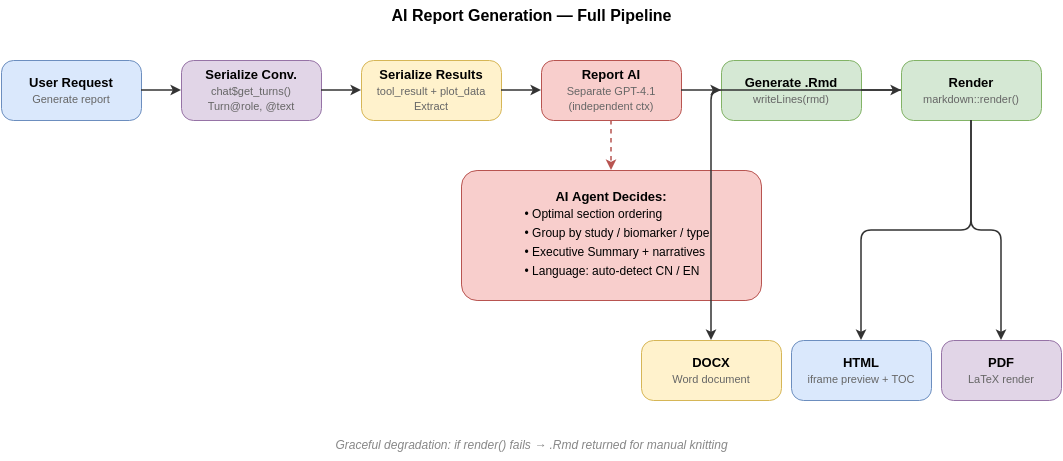 AI Report Generation — Full Pipeline
User Request
Generate report
Serialize Conv.
chat$get_turns()
Turn@role, @text
Serialize Results
tool_result + plot_data
Extract
Report AI
Separate GPT-4.1
(independent ctx)
Generate .Rmd
writeLines(rmd)
Render
markdown::render()
AI Agent Decides:
• Optimal section ordering
• Group by study / biomarker / type
• Executive Summary + narratives
• Language: auto-detect CN / EN
DOCX
Word document
HTML
iframe preview + TOC
PDF
LaTeX render
Graceful degradation: if render() fails → .Rmd returned for manual knitting